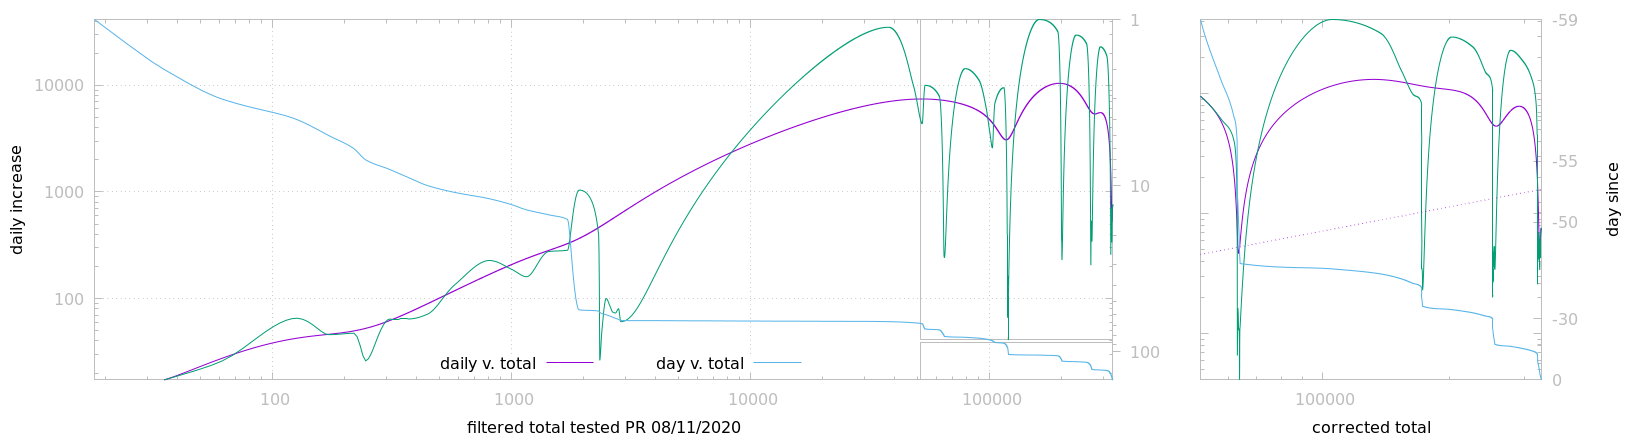 daily increase
10000
1000
100
100
1000
10000
100000
1
10
100
daily v. total
day v. total
filtered total tested PR 08/11/2020
-59
-55
-50
-30
0
day since
100000
corrected total